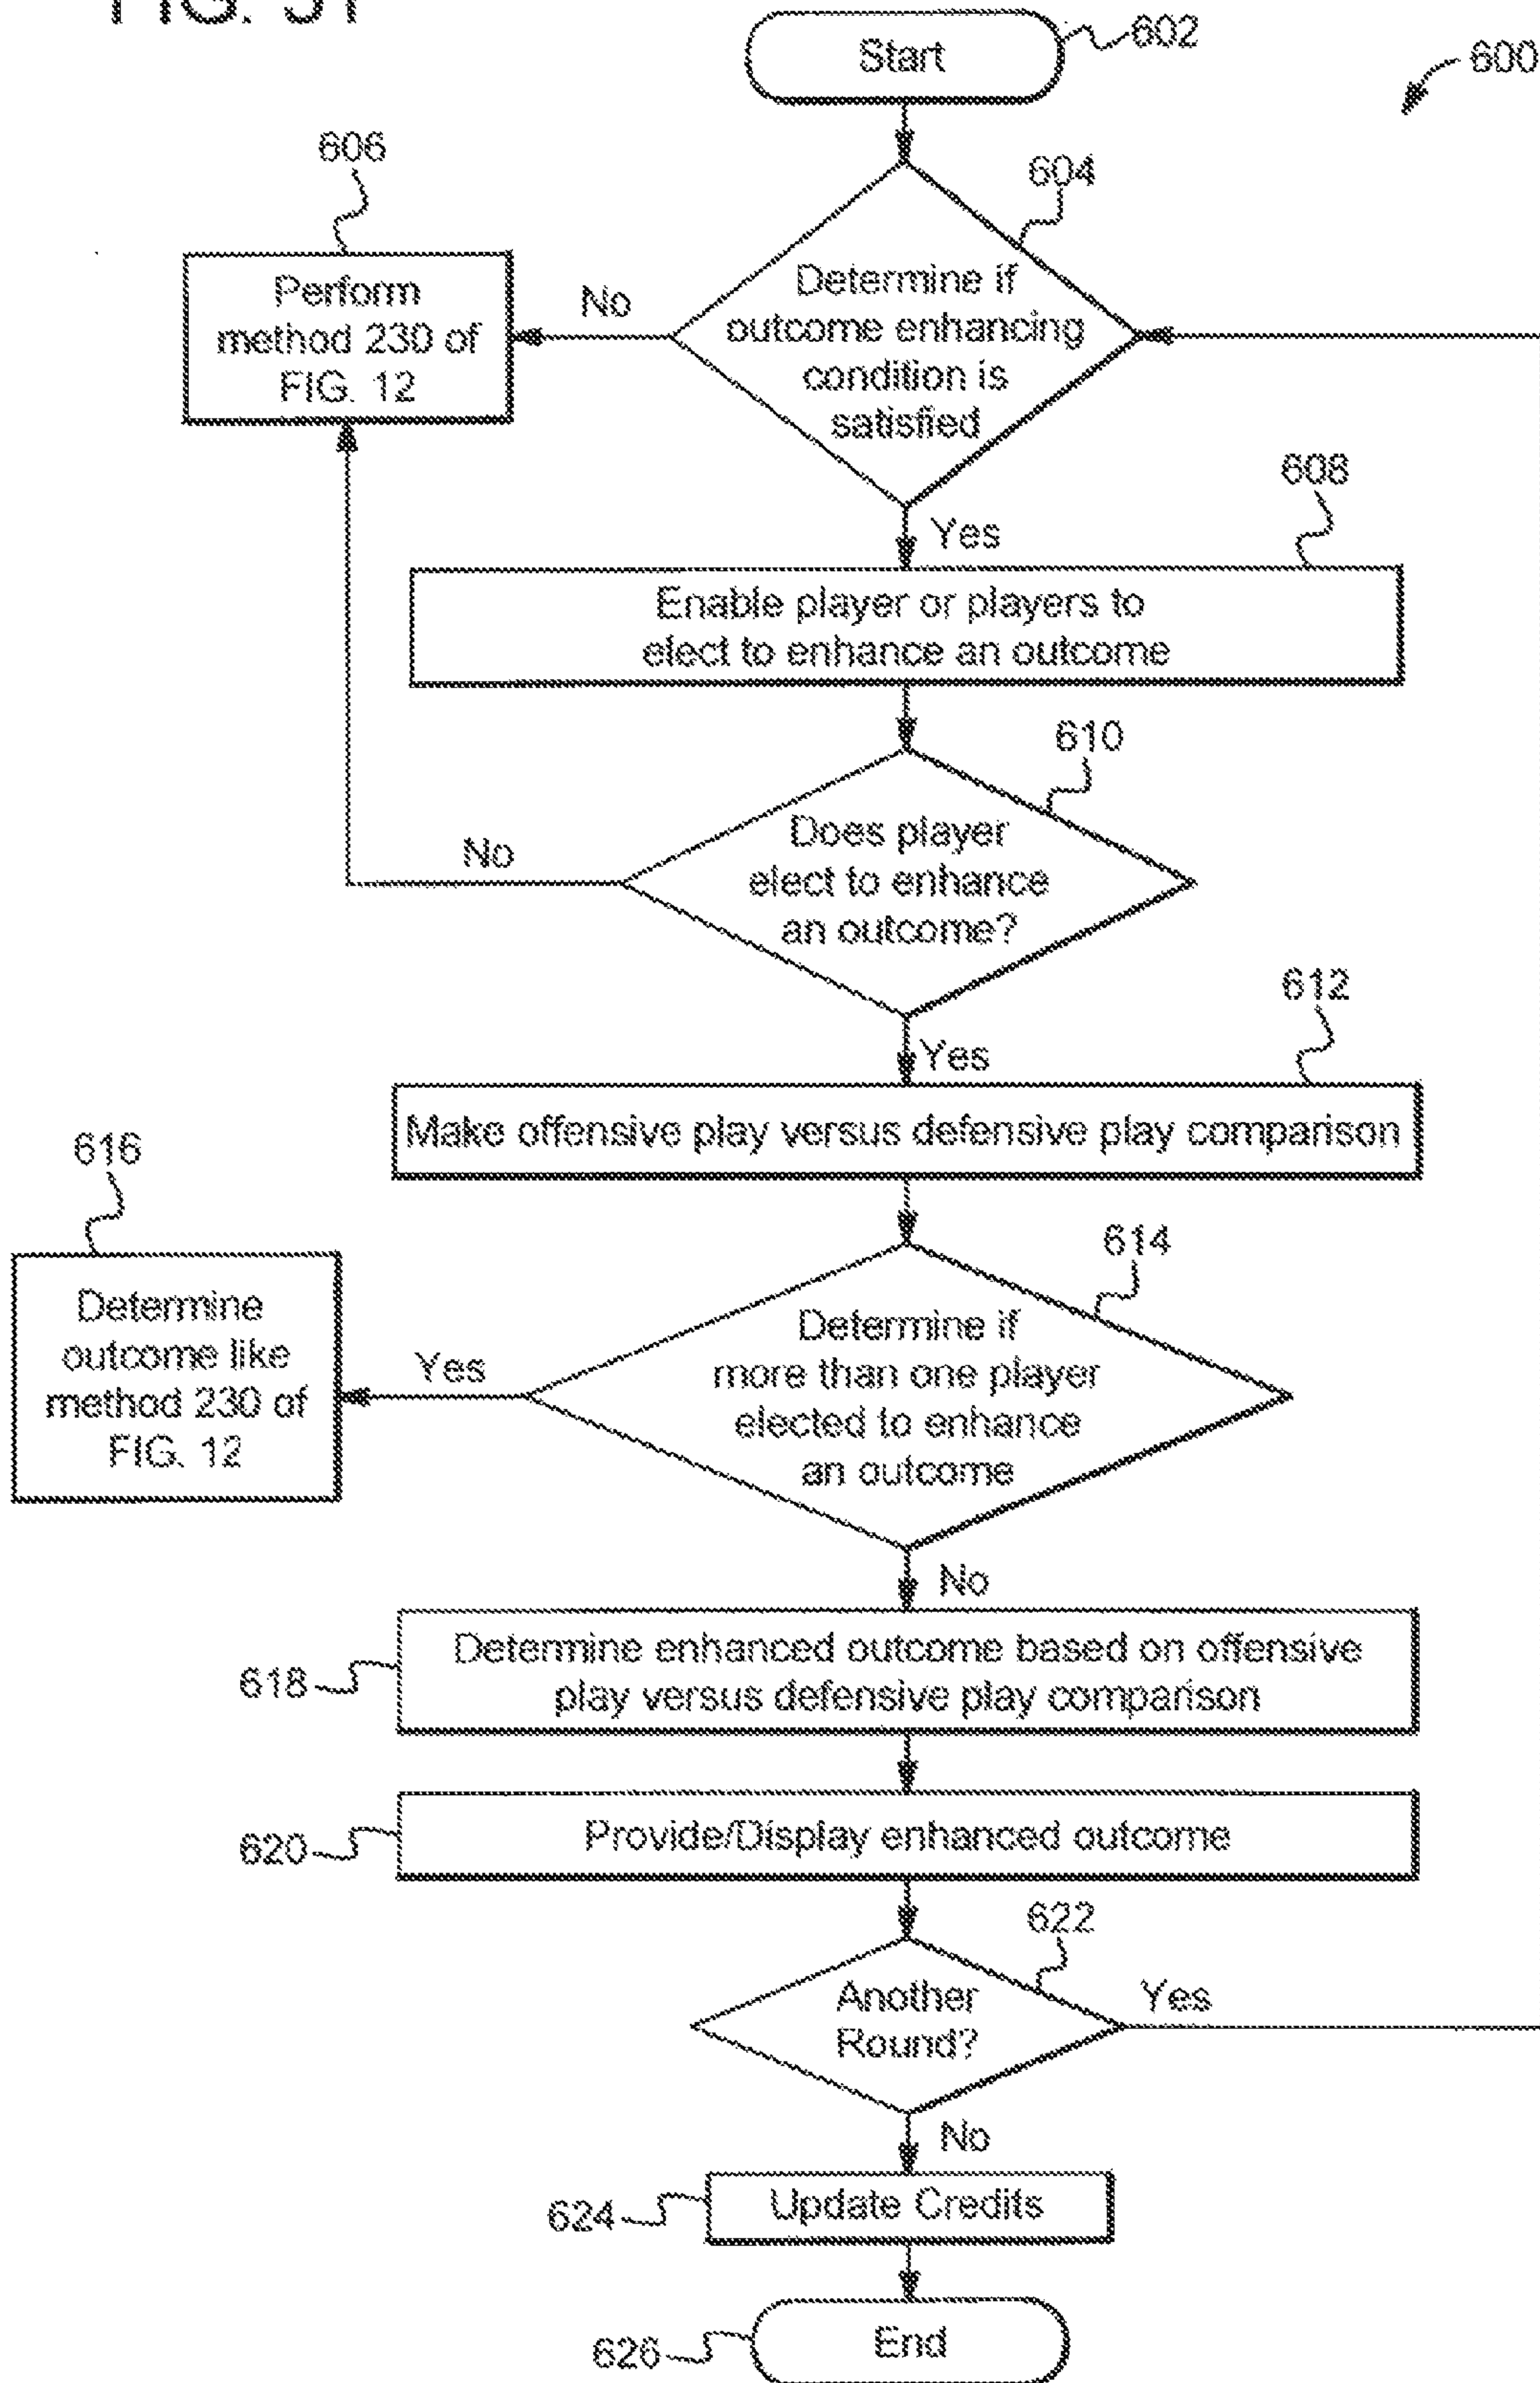 FIG. 31
Start
602
600
606
604
Perform
method 230 of
FIG. 12
No
Determine if
outcome enhancing
condition is
satisfied
608
Yes
Enable player or players to
elect to enhance an outcome
610
Does player
elect to enhance
an outcome?
No
612
Yes
Make offensive play versus defensive play comparison
616
614
Determine
outcome like
method 230 of
FIG. 12
Yes
Determine if
more than one player
elected to enhance
an outcome
No
618
Determine enhanced outcome based on offensive
play versus defensive play comparison
620
Provide/Display enhanced outcome
622
Another
Round?
Yes
No
624
Update Credits
626
End